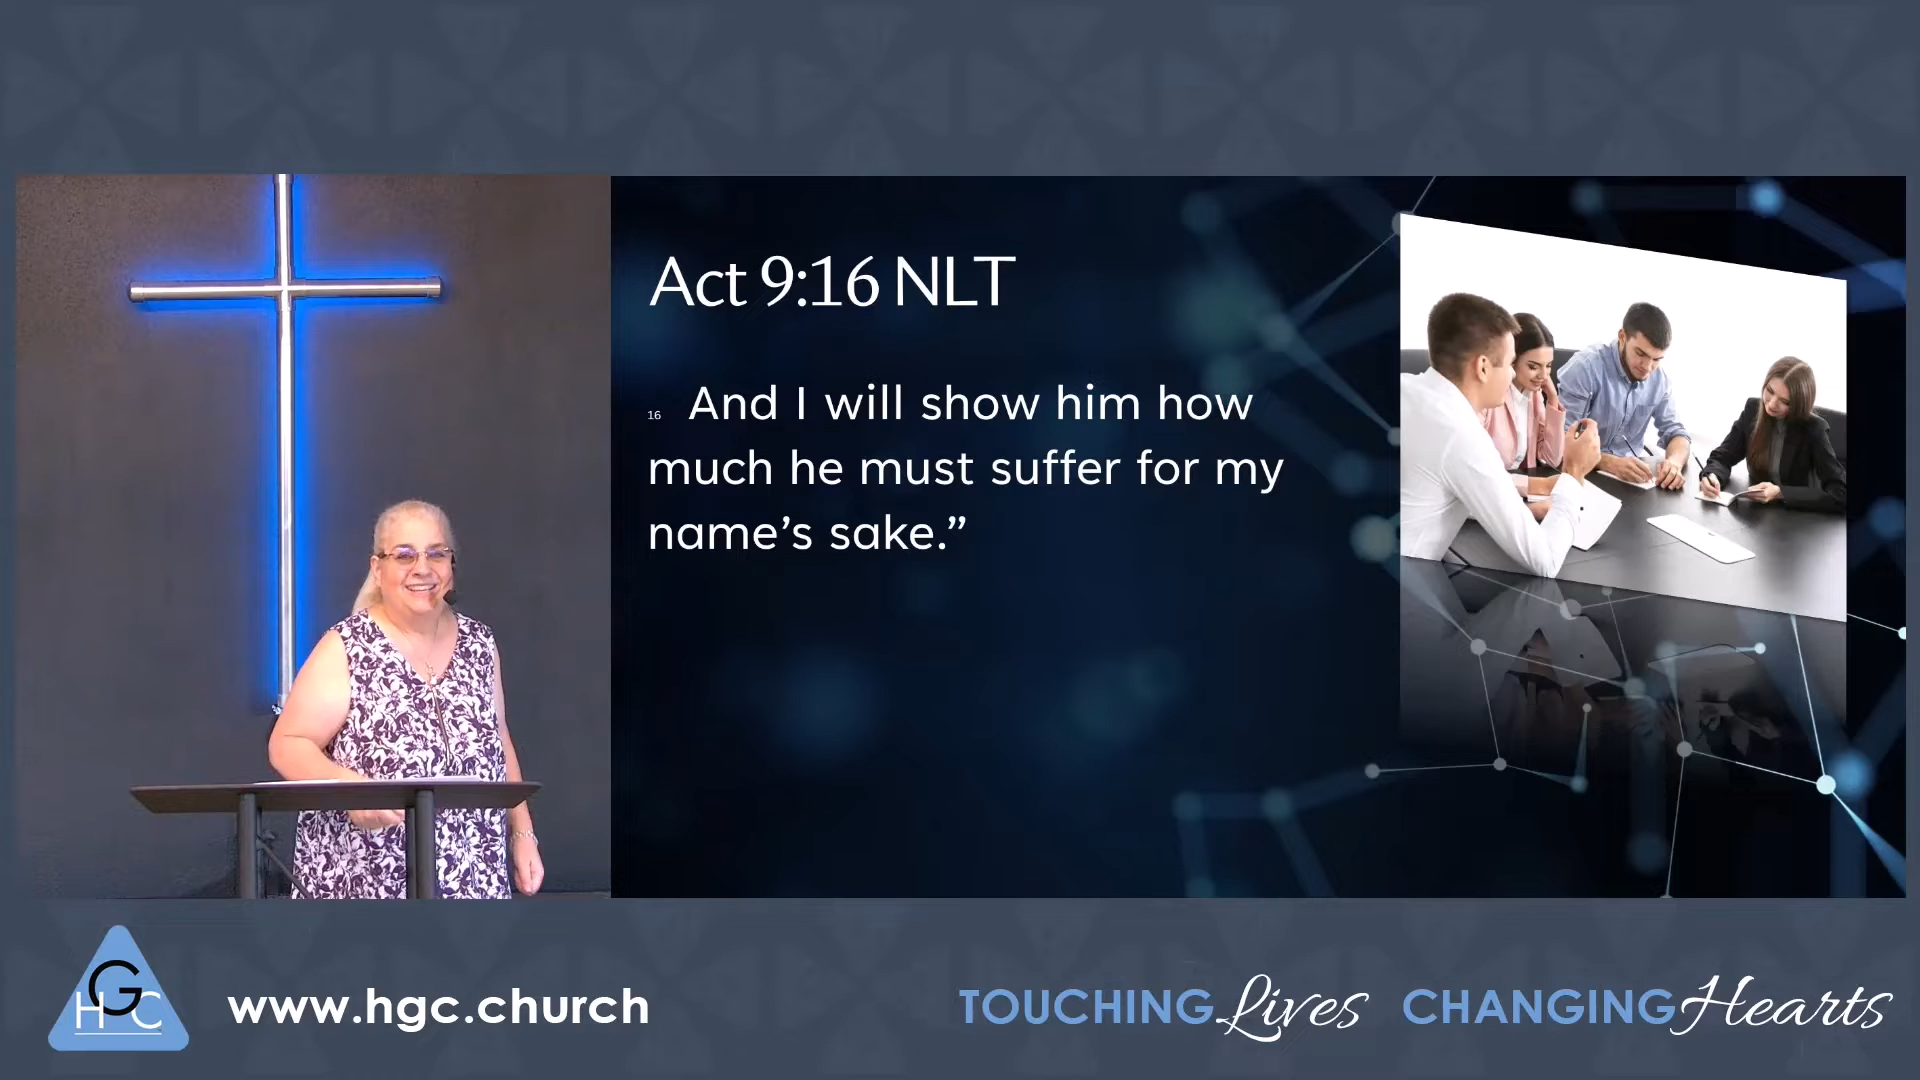 Act 9:16 NLT
16 And I will show him how
much he must suffer for my
name’s sake.”
HGC
www.hgc.church
TOUCHING Lives CHANGING Hearts